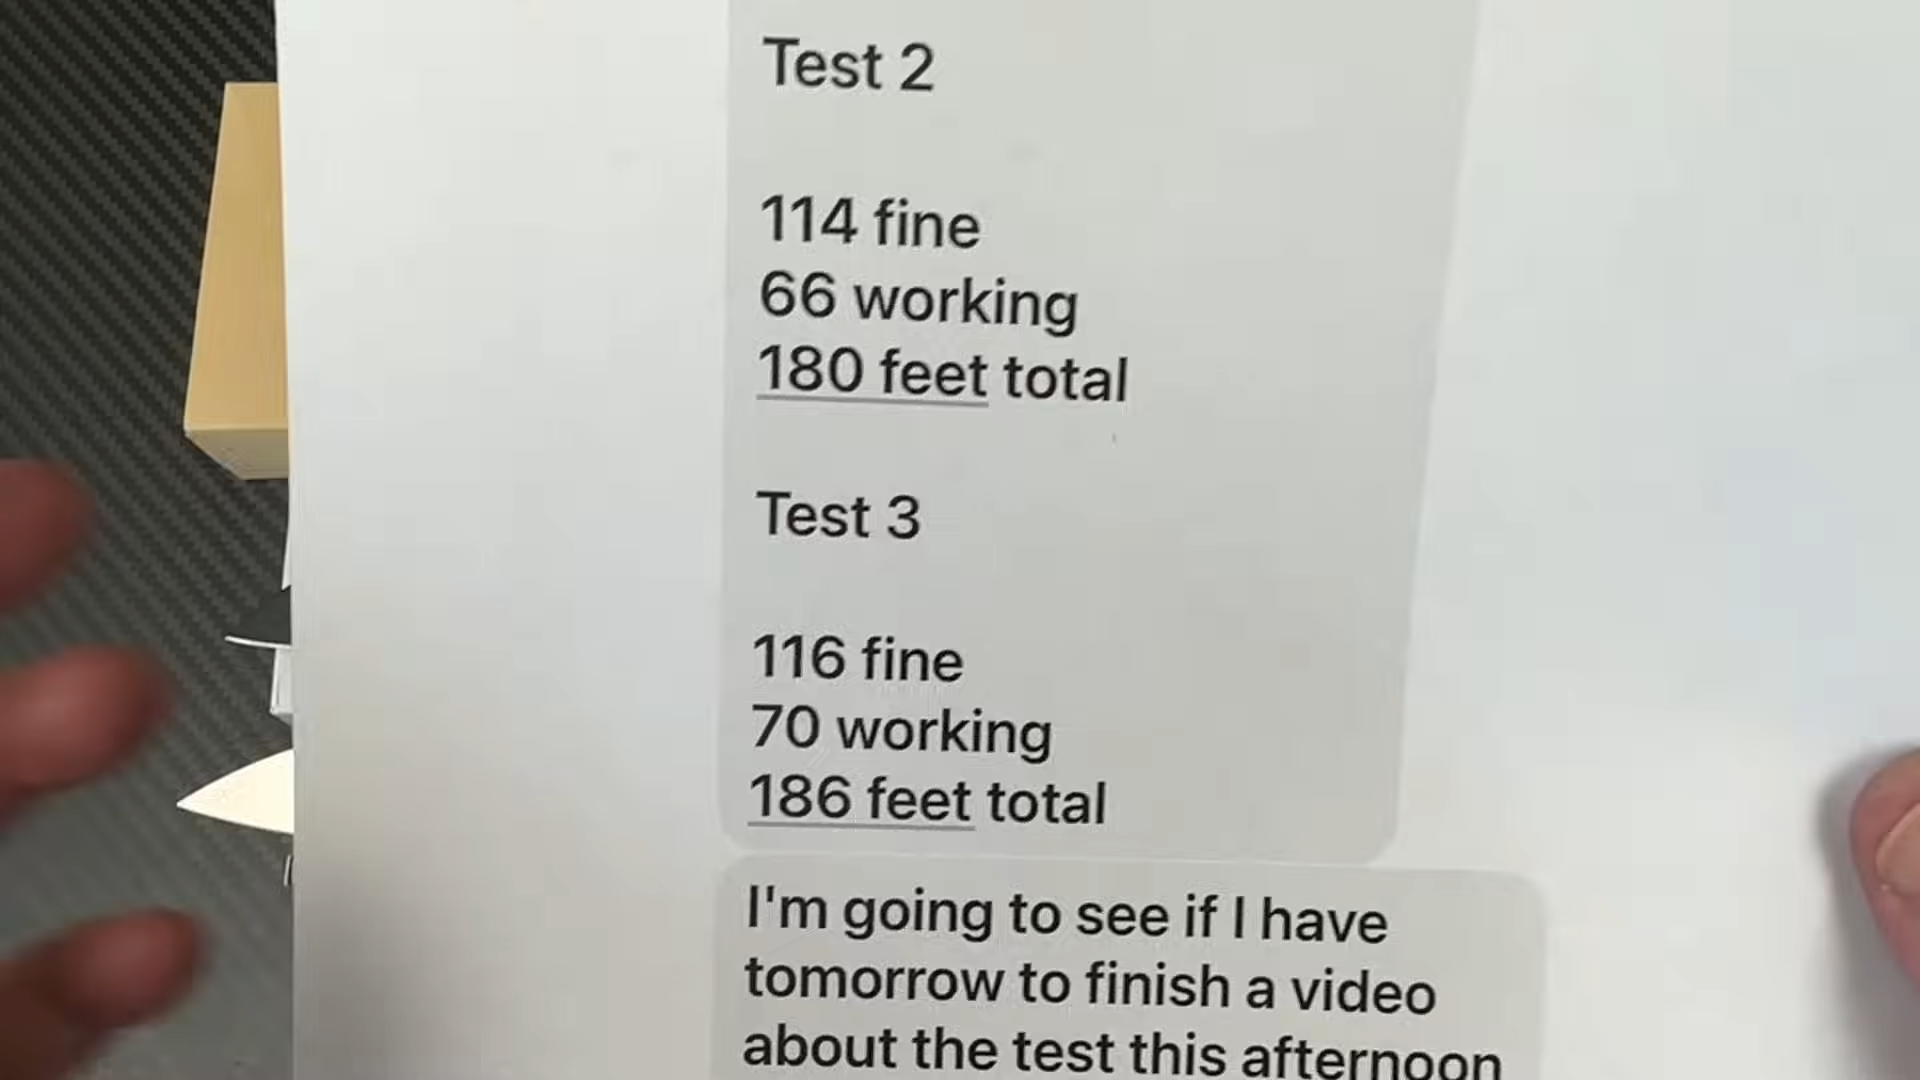 Test 2
114 fine
66 working
180 feet total
Test 3
116 fine
70 working
186 feet total
I'm going to see if I have
tomorrow to finish a video
about the test this afternoon